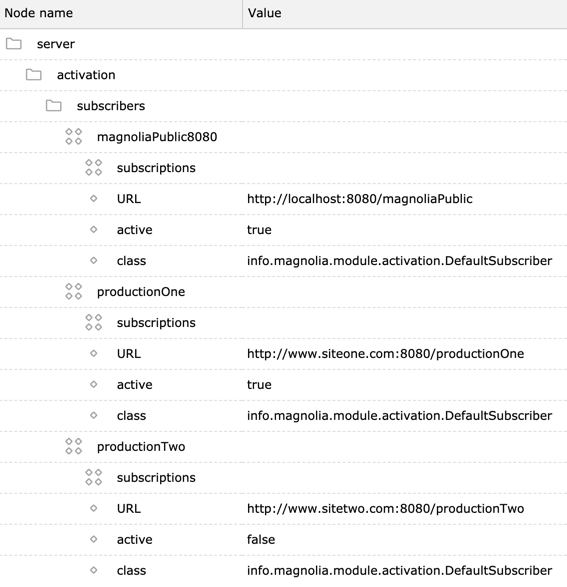 Node name Value
server
activation
subscribers
magnoliaPublic8080
subscriptions
URL http://localhost:8080/magnoliaPublic
active true
class info.magnolia.module.activation.DefaultSubscriber
productionOne
subscriptions
URL http://www.siteone.com:8080/productionOne
active true
class info.magnolia.module.activation.DefaultSubscriber
productionTwo
subscriptions
URL http://www.sitetwo.com:8080/productionTwo
active false
class info.magnolia.module.activation.DefaultSubscriber